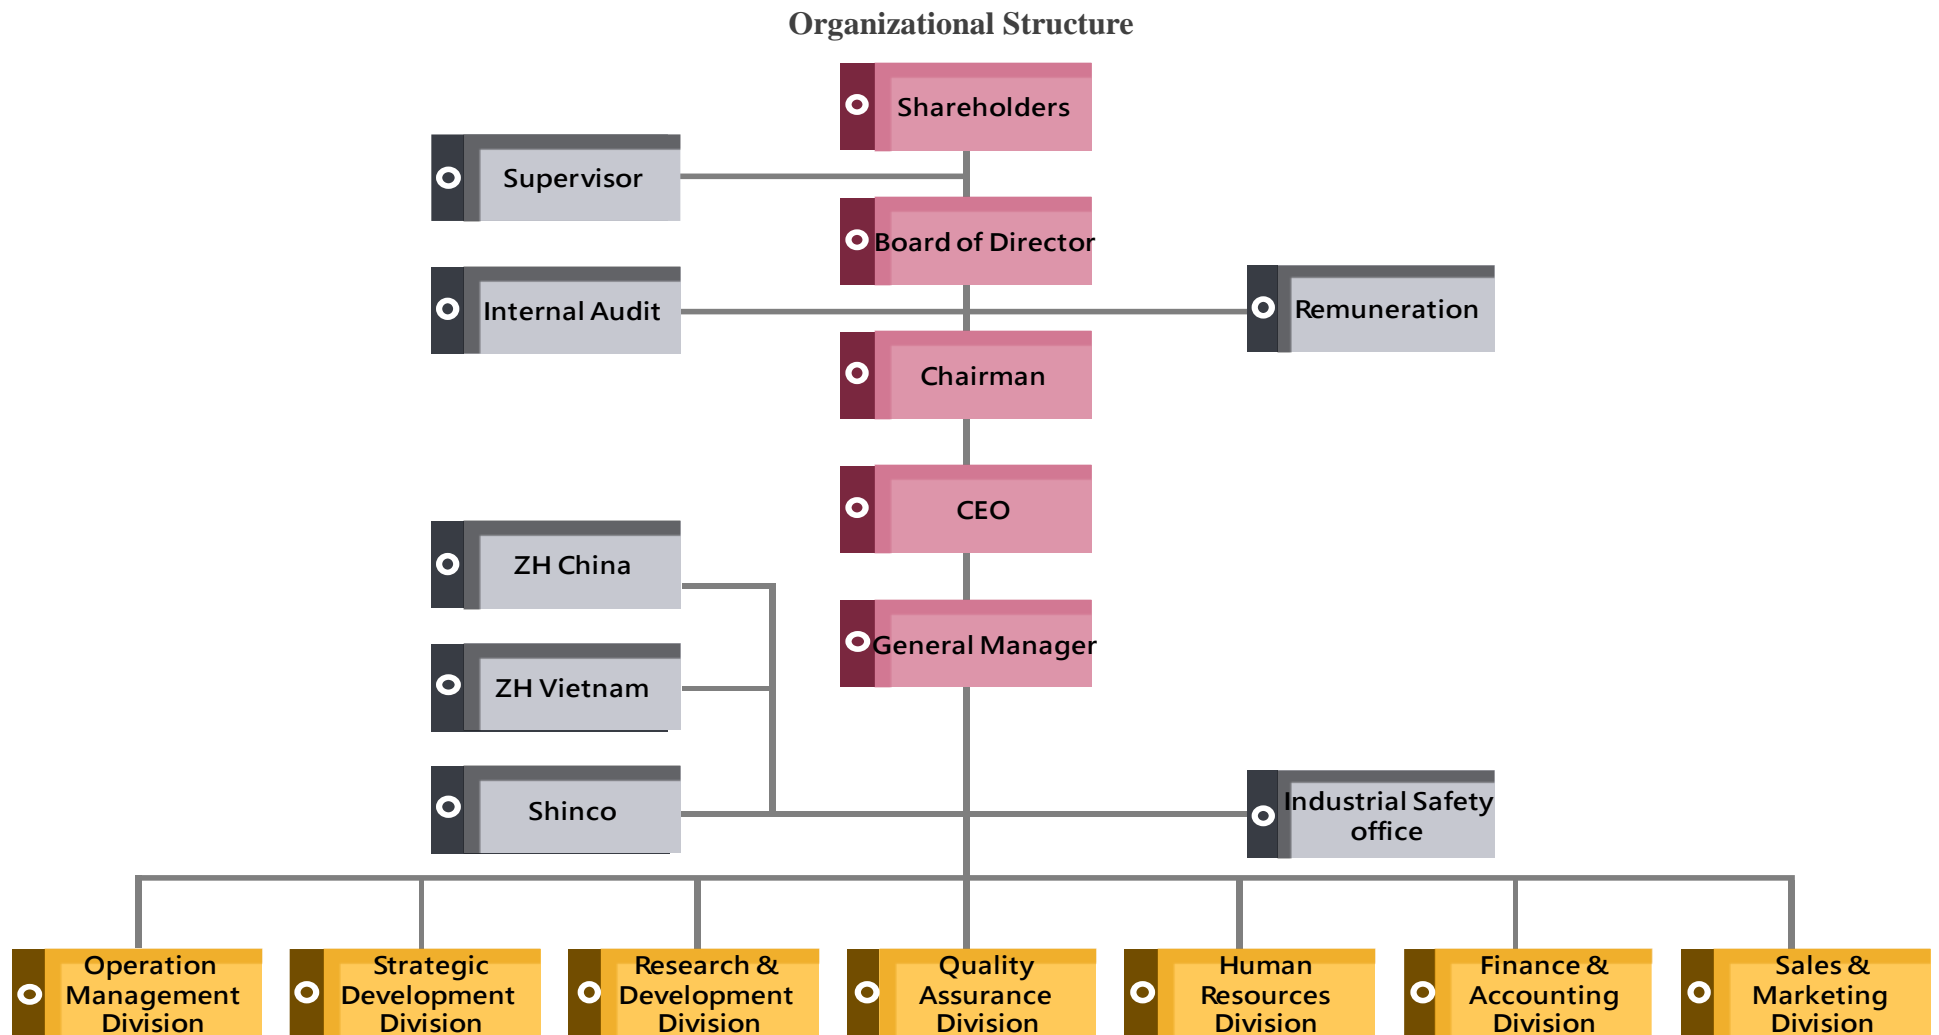 Organizational Structure
Shareholders
Supervisor
Board of Director
Internal Audit
Remuneration
Chairman
CEO
ZH China
General Manager
ZH Vietnam
Shinco
Industrial Safety
office
Operation
Management
Division
Strategic
Development
Division
Research &
Development
Division
Quality
Assurance
Division
Human
Resources
Division
Finance &
Accounting
Division
Sales &
Marketing
Division